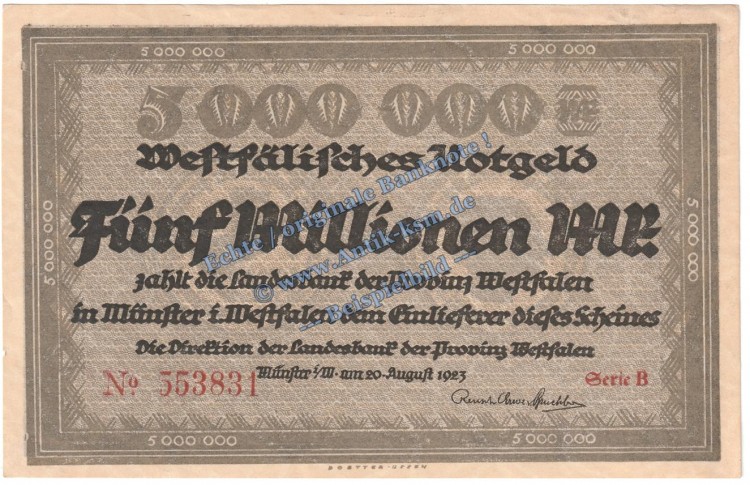 5 000 000 5 000 000
5 000 000 Mk
Westfälisches Notgeld
Fünf Millionen Mk.
zahlt die Landesbank der Provinz Westfalen
in Münster i. Westfalen dem Einlieferer dieses Scheines
Die Direktion der Landesbank der Provinz Westfalen
Münster i/W. am 20. August 1923
No 553831
Serie B
5 000 000
5 000 000
5 000 000 5 000 000
Echte / originale Banknote !
© www.Antik-ksm.de
--- Beispielbild ---